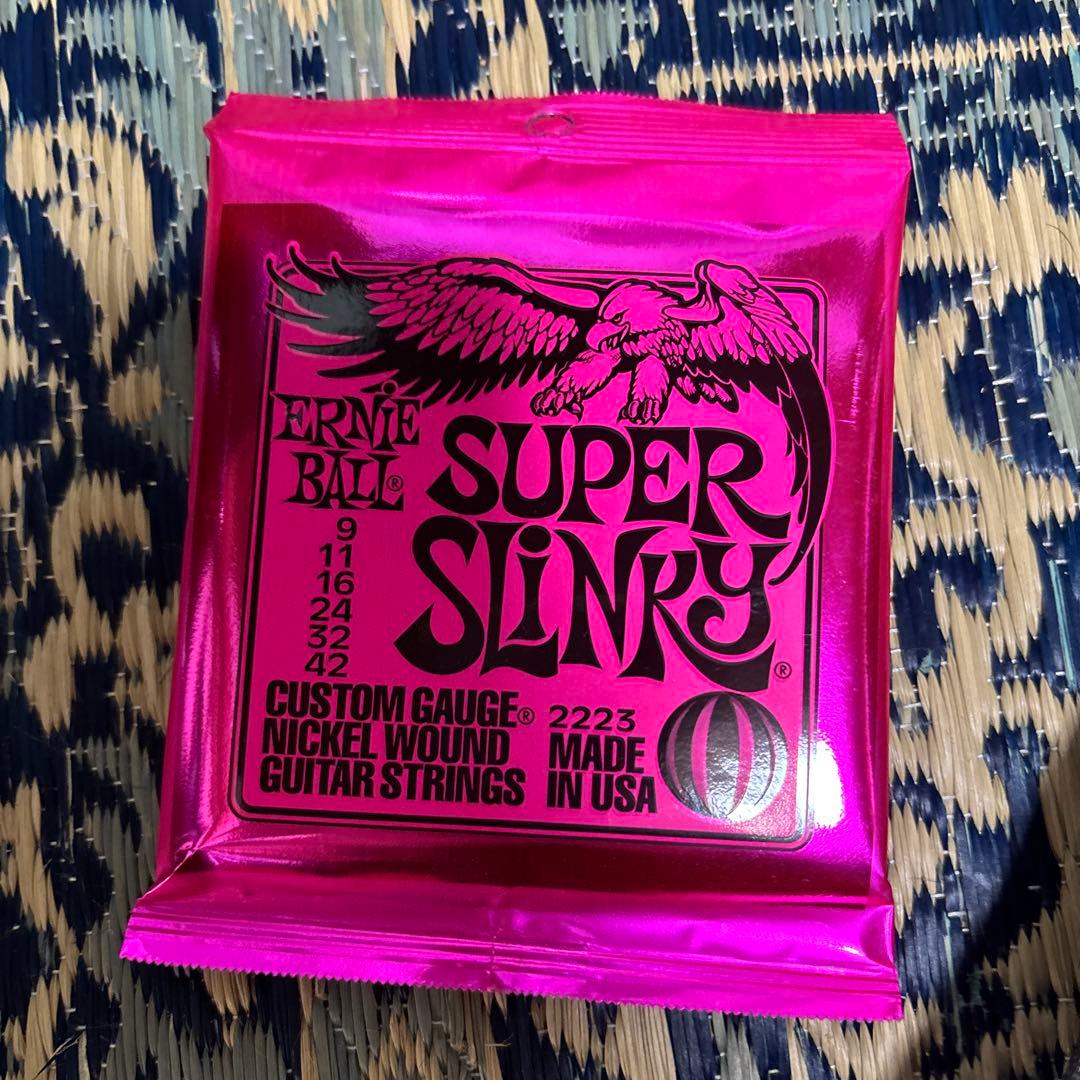 ERNiE
BALL®
SUPER
SLiNKY®
9
11
16
24
32
42
CUSTOM GAUGE®
NICKEL WOUND
GUITAR STRINGS
2223
MADE
IN USA